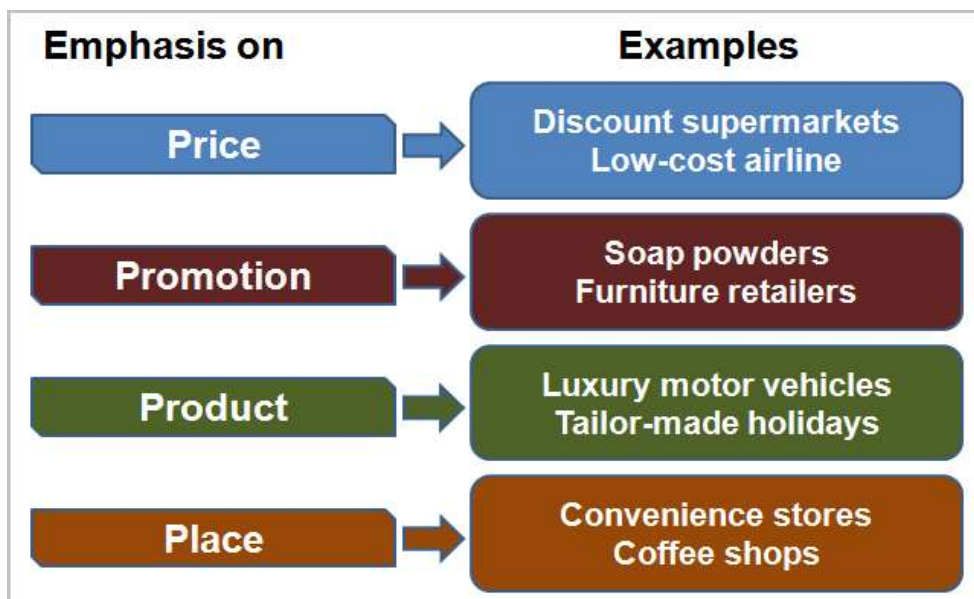 Emphasis on
Examples
Price
Discount supermarkets
Low-cost airline
Promotion
Soap powders
Furniture retailers
Product
Luxury motor vehicles
Tailor-made holidays
Place
Convenience stores
Coffee shops